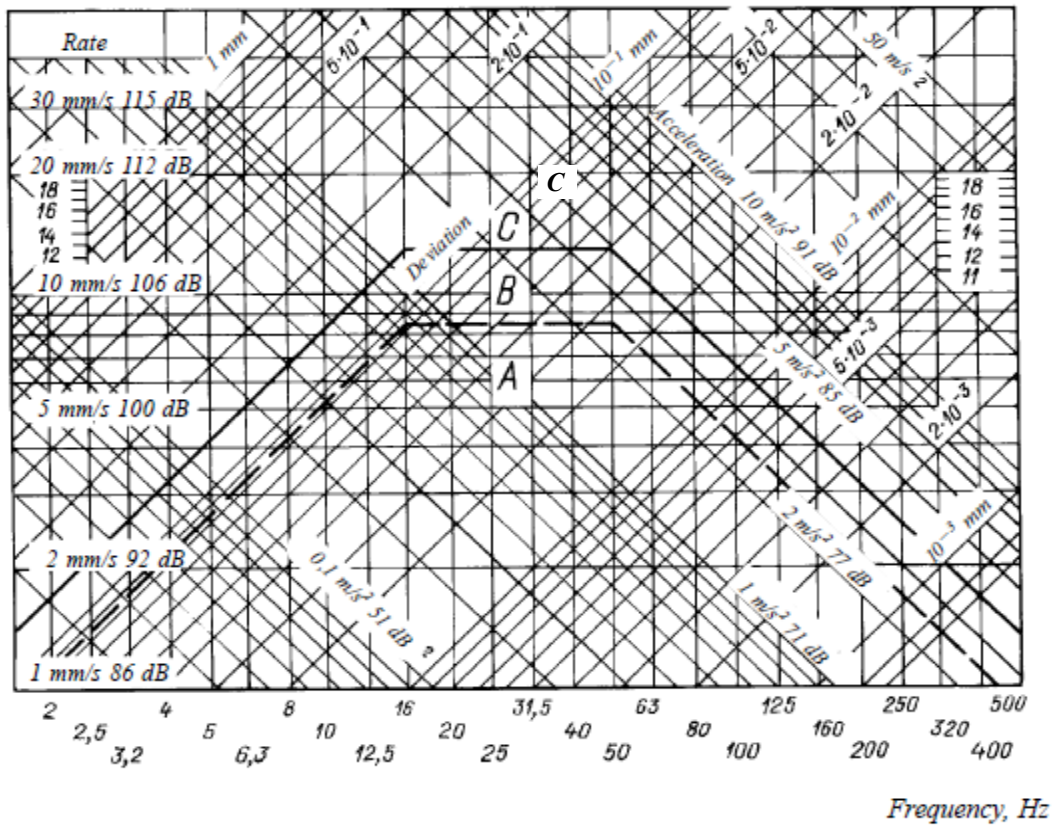 Rate
1 mm
5·10⁻¹
2·10⁻¹
10⁻¹ mm
5·10⁻²
2·10⁻²
50 m/s ?
30 mm/s 115 dB
20 mm/s 112 dB
18
16
14
12
10 mm/s 106 dB
5 mm/s 100 dB
2 mm/s 92 dB
1 mm/s 86 dB
Deviation
C
C
B
A
Acceleration 10 m/s² 91 dB
10⁻² mm
18
16
14
12
11
5·10⁻³
5 m/s² 85 dB
2·10⁻³
2 m/s² 77 dB
10⁻³ mm
1 m/s² 71 dB
0,1 m/s² 51 dB ?
2
2,5
3,2
4
5
6,3
8
10
12,5
16
20
25
31,5
40
50
63
80
100
125
160
200
250
320
400
500
Frequency, Hz